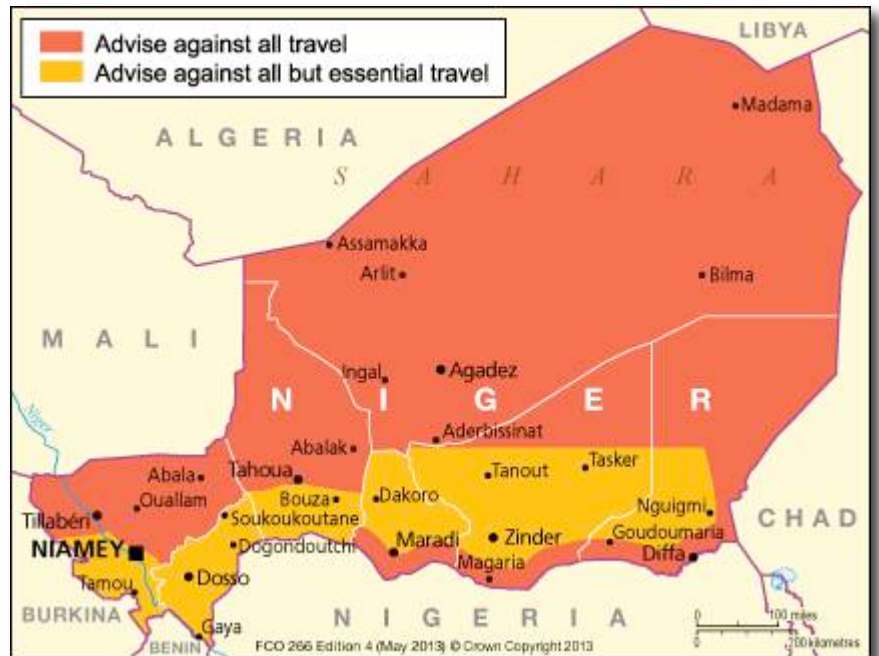 Advise against all travel
Advise against all but essential travel
LIBYA
Madama
ALGERIA
SAHARA
Assamakka
Arlit
Bilma
MALI
Ingal
Agadez
NIGER
Niger
Aderbissinat
Abalak
Abala
Tahoua
Tanout
Tasker
Ouallam
Bouza
Dakoro
Nguigmi
Tillabéri
Soukoukoutane
CHAD
NIAMEY
Dogondoutchi
Maradi
Zinder
Goudoumaria
Diffa
Tamou
Dosso
Magaria
BURKINA
NIGERIA
Gaya
BENIN
0 100 miles
0 200 kilometres
FCO 266 Edition 4 (May 2013) © Crown Copyright 2013